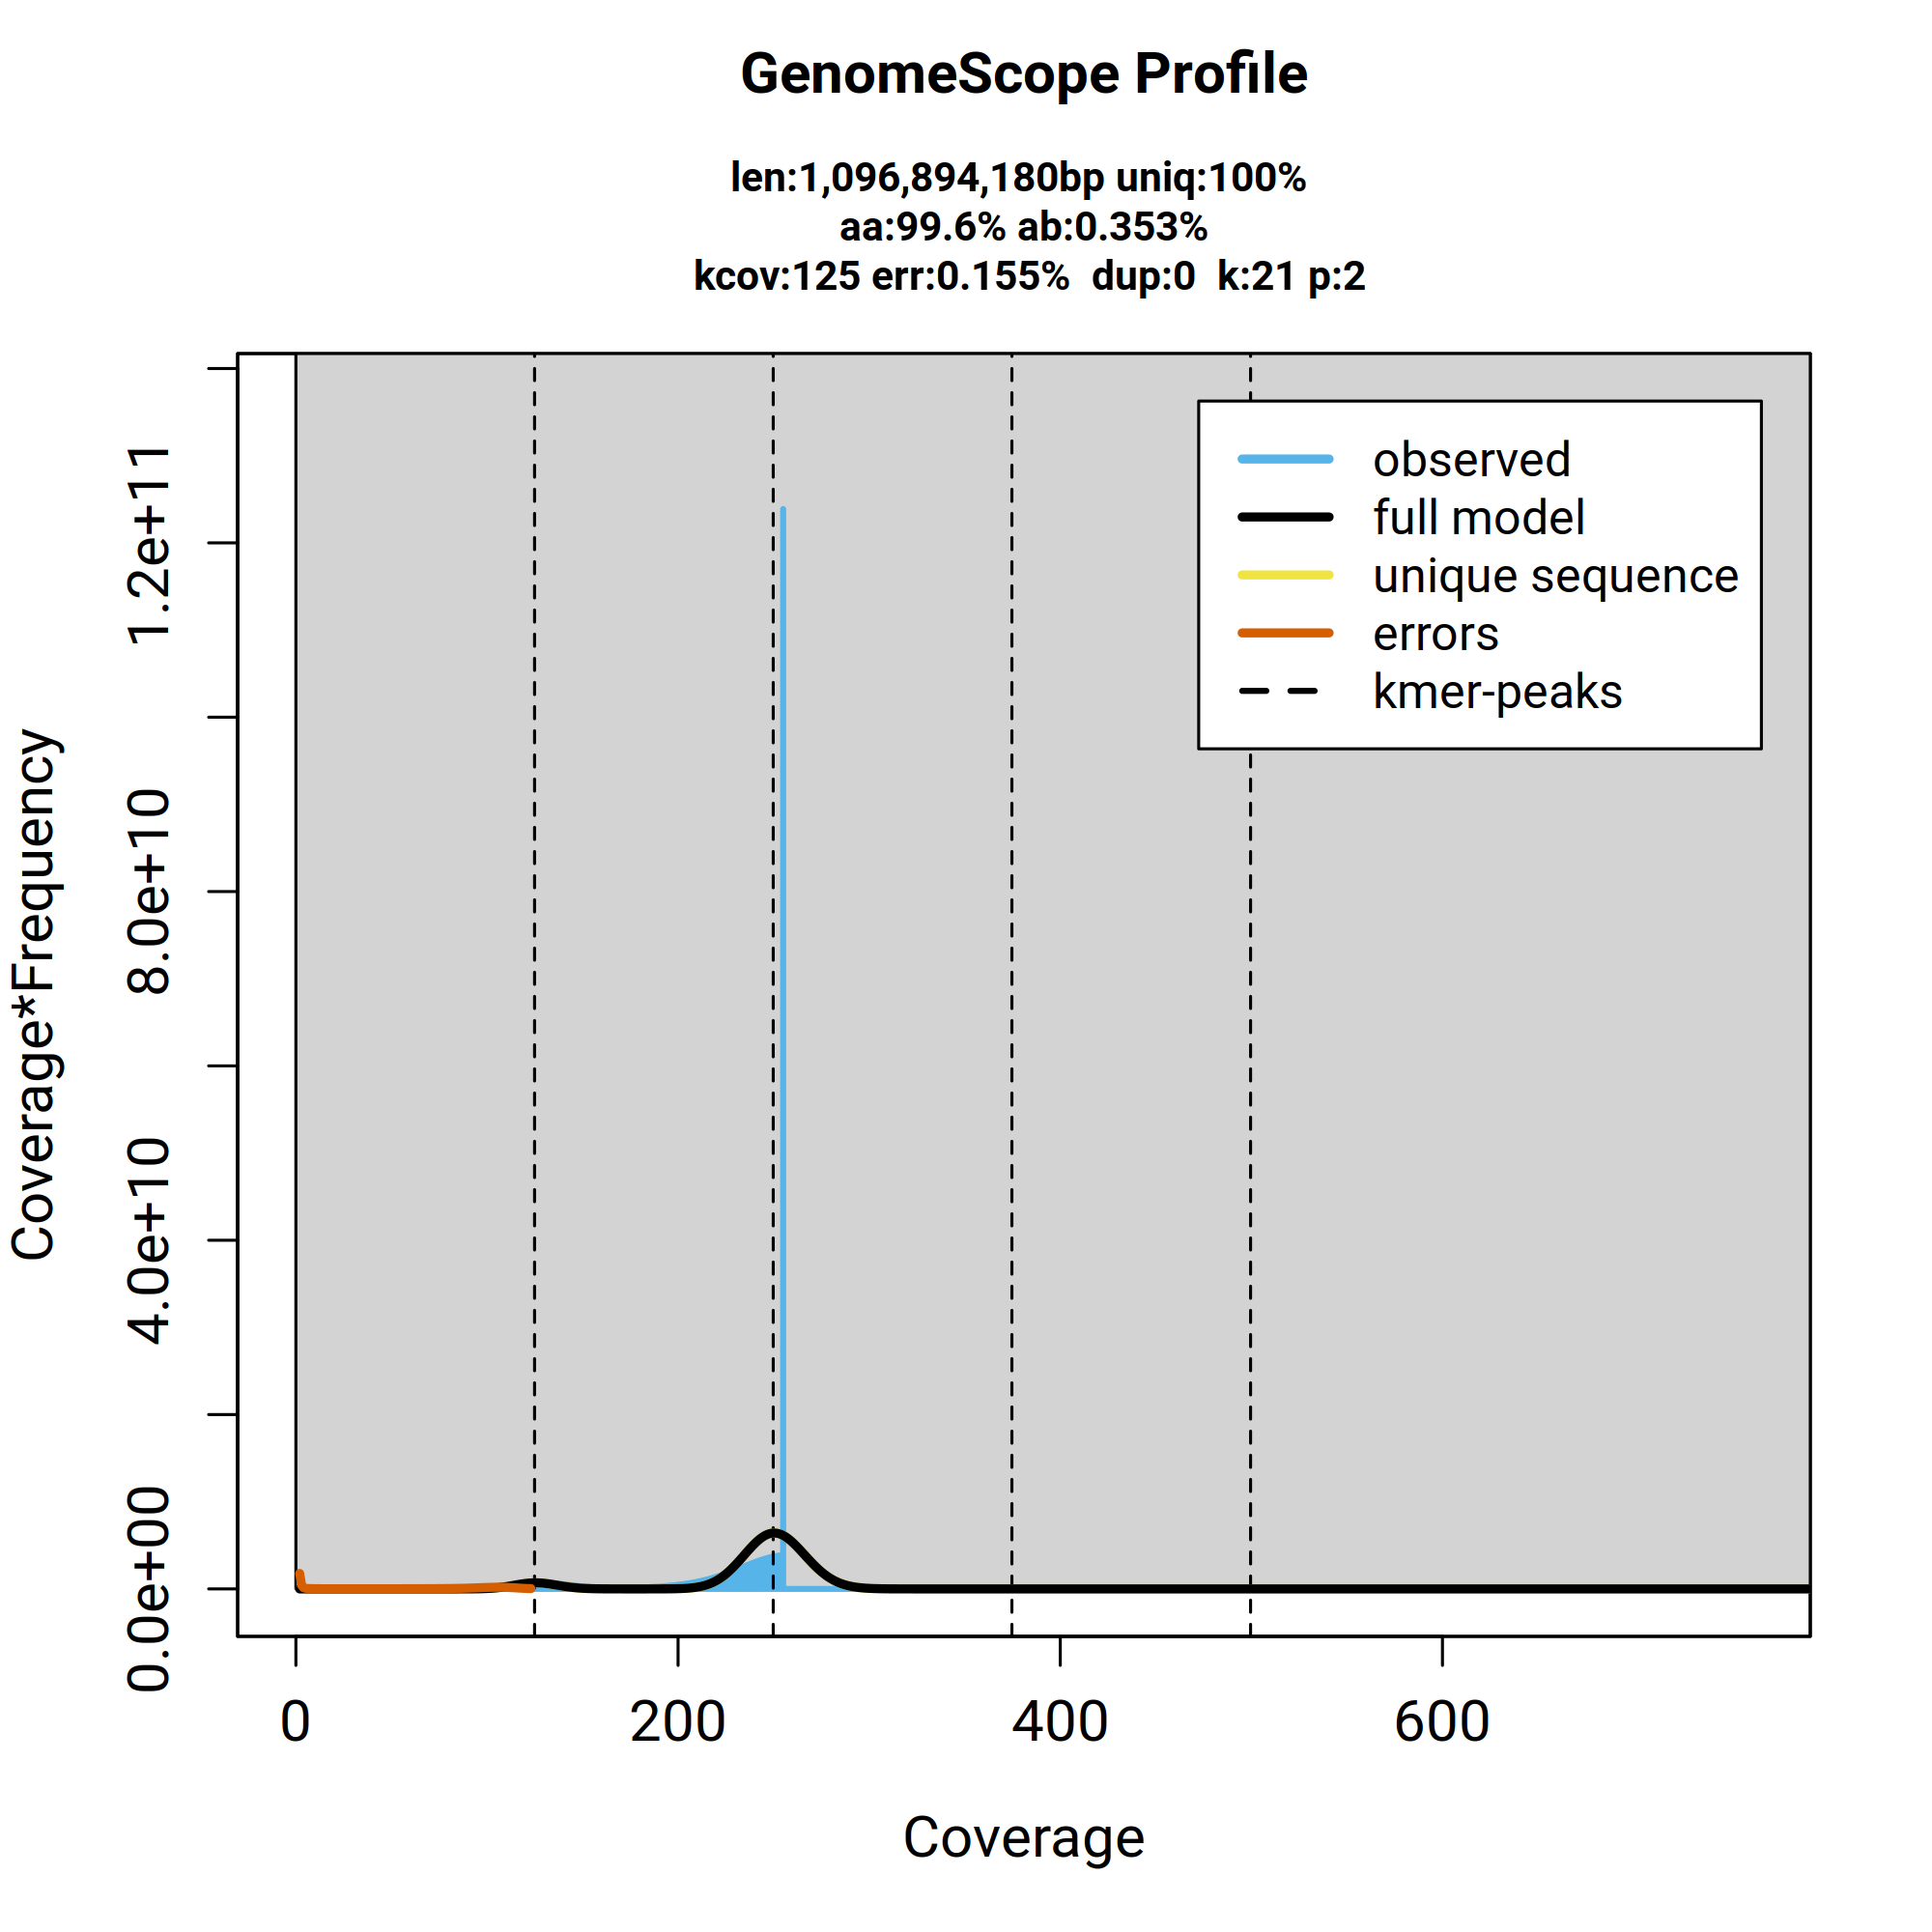 GenomeScope Profile
len:1,096,894,180bp uniq:100%
aa:99.6% ab:0.353%
kcov:125 err:0.155%  dup:0  k:21 p:2
observed
full model
unique sequence
errors
kmer-peaks
Coverage*Frequency
1.2e+11
8.0e+10
4.0e+10
0.0e+00
0 200 400 600
Coverage